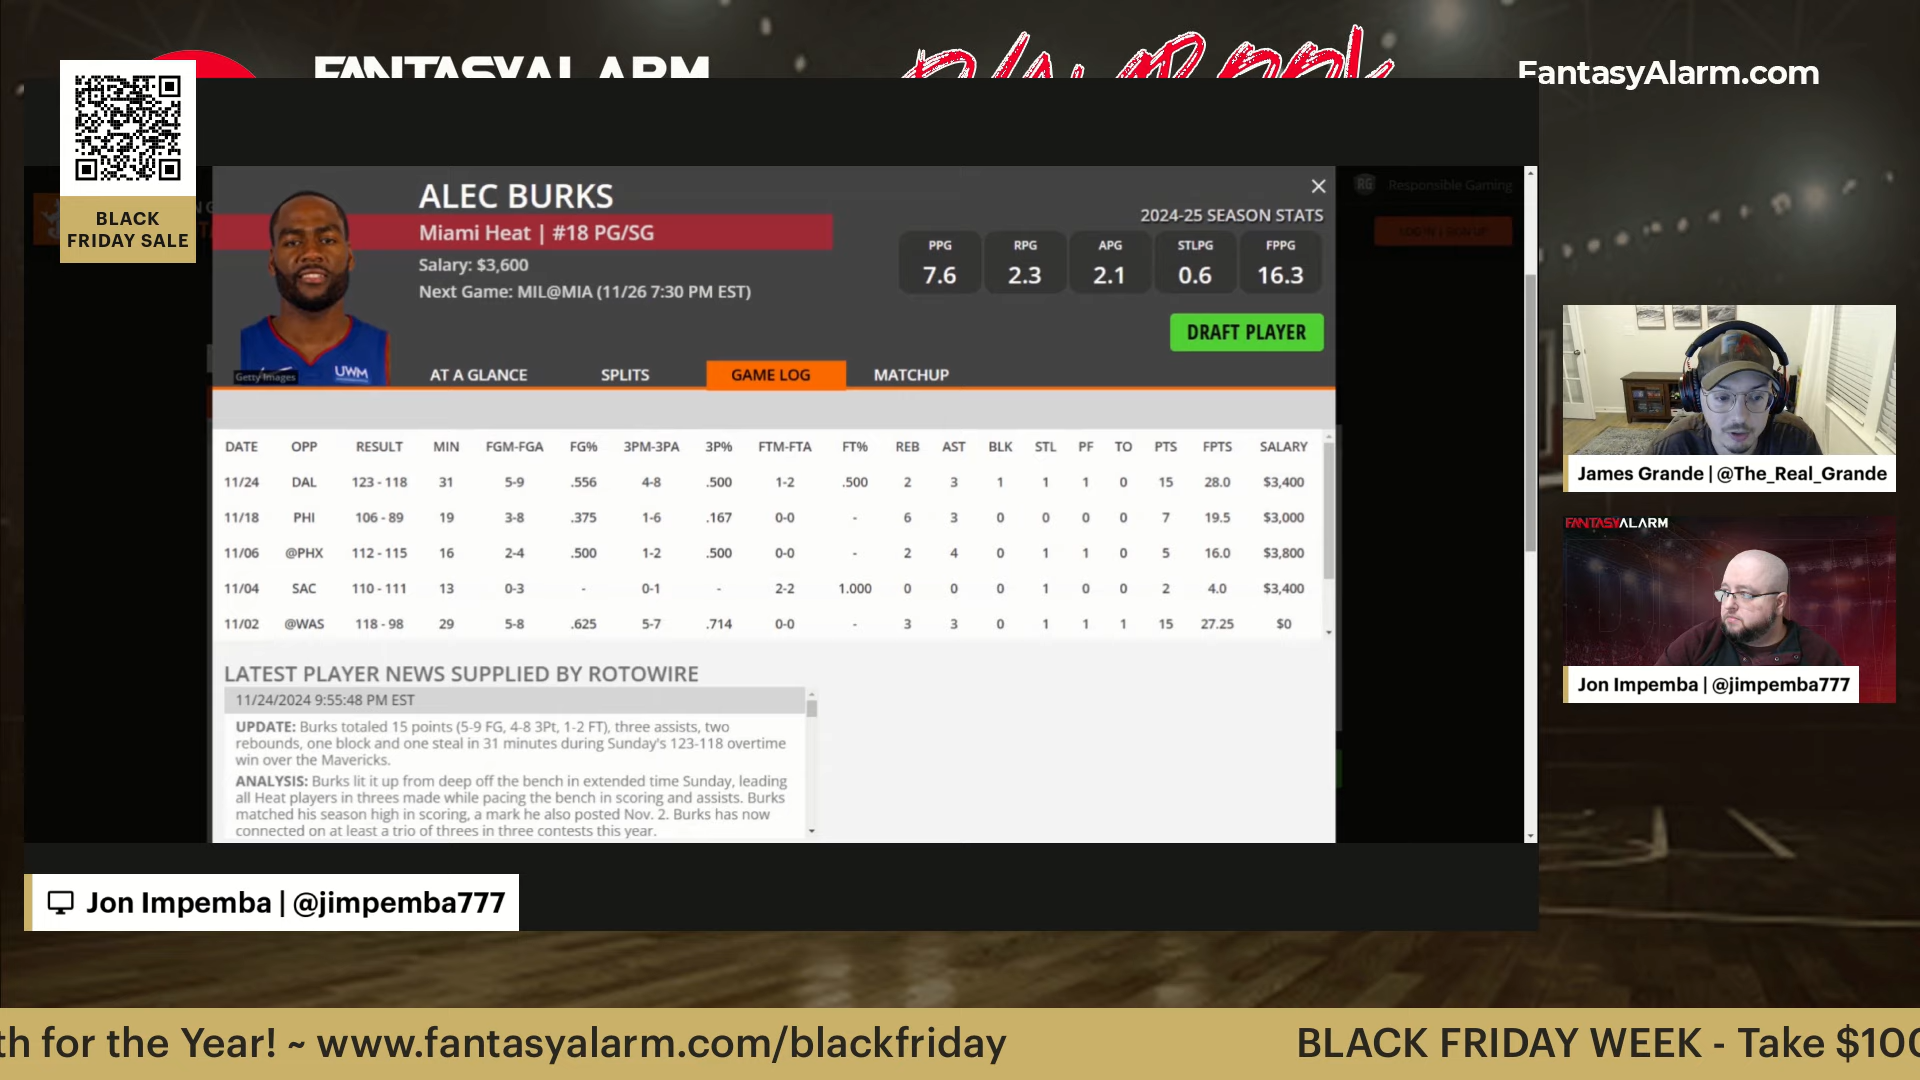 FANTASYALARM
PLAYER POOL
FantasyAlarm.com
BLACK
FRIDAY SALE
ALEC BURKS
Miami Heat | #18 PG/SG
Salary: $3,600
Next Game: MIL@MIA (11/26 7:30 PM EST)
Getty Images
UWM
2024-25 SEASON STATS
PPG RPG APG STLPG FPPG
7.6 2.3 2.1 0.6 16.3
DRAFT PLAYER
RG Responsible Gaming
LOG IN / SIGN UP
AT A GLANCE SPLITS GAME LOG MATCHUP
DATE OPP RESULT MIN FGM-FGA FG% 3PM-3PA 3P% FTM-FTA FT% REB AST BLK STL PF TO PTS FPTS SALARY
11/24 DAL 123 - 118 31 5-9 .556 4-8 .500 1-2 .500 2 3 1 1 1 0 15 28.0 $3,400
11/18 PHI 106 - 89 19 3-8 .375 1-6 .167 0-0 - 6 3 0 0 0 0 7 19.5 $3,000
11/06 @PHX 112 - 115 16 2-4 .500 1-2 .500 0-0 - 2 4 0 1 1 0 5 16.0 $3,800
11/04 SAC 110 - 111 13 0-3 - 0-1 - 2-2 1.000 0 0 0 1 0 0 2 4.0 $3,400
11/02 @WAS 118 - 98 29 5-8 .625 5-7 .714 0-0 - 3 3 0 1 1 1 15 27.25 $0
LATEST PLAYER NEWS SUPPLIED BY ROTOWIRE
11/24/2024 9:55:48 PM EST
UPDATE: Burks totaled 15 points (5-9 FG, 4-8 3Pt, 1-2 FT), three assists, two
rebounds, one block and one steal in 31 minutes during Sunday's 123-118 overtime
win over the Mavericks.
ANALYSIS: Burks lit it up from deep off the bench in extended time Sunday, leading
all Heat players in threes made while pacing the bench in scoring and assists. Burks
matched his season high in scoring, a mark he also posted Nov. 2. Burks has now
connected on at least a trio of threes in three contests this year.
James Grande | @The_Real_Grande
FANTASYALARM
Jon Impemba | @jimpemba777
Jon Impemba | @jimpemba777
th for the Year! ~ www.fantasyalarm.com/blackfriday BLACK FRIDAY WEEK - Take $100